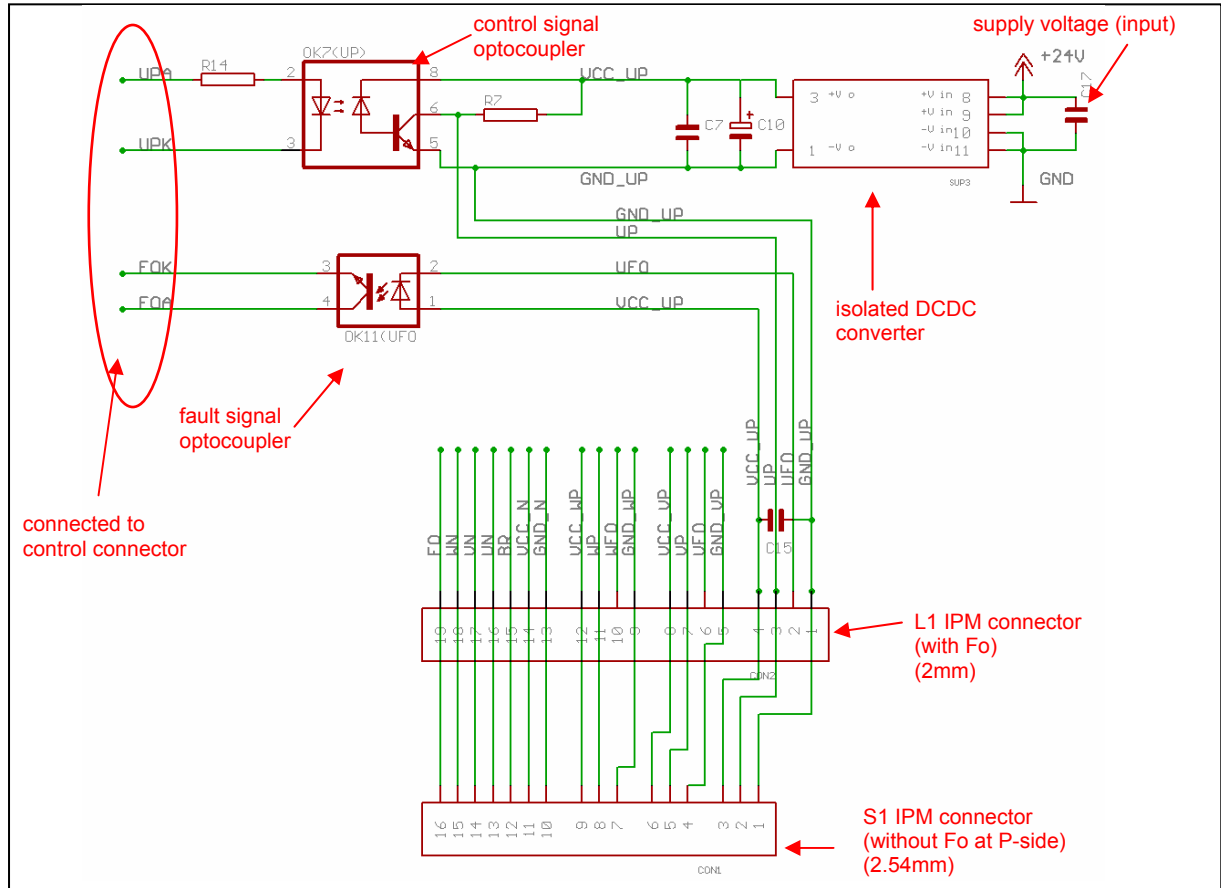 control signal
optocoupler
supply voltage (input)
OK7(UP)
+24V
UPA
R14
2
8
VCC_UP
C17
3 +V o
+V in 8
R7
6
+V in 9
C7
+
C10
-V in 10
UPK
3
5
1 -V o
-V in 11
GND_UP
SUP3
GND
GND_UP
UP
FOK
3
2
UFO
FOA
4
1
VCC_UP
OK11(UFO
isolated DCDC
converter
fault signal
optocoupler
connected to
control connector
FO
WN
VN
UN
BR
VCC_N
GND_N
VCC_WP
WP
WFO
GND_WP
VCC_VP
VP
VFO
GND_VP
VCC_UP
UP
UFO
GND_UP
C15
19 18 17 16 15 14 13 12 11 10 9 8 7 6 5 4 3 2 1
CON2
L1 IPM connector
(with Fo)
(2mm)
16 15 14 13 12 11 10 9 8 7 6 5 4 3 2 1
CON1
S1 IPM connector
(without Fo at P-side)
(2.54mm)